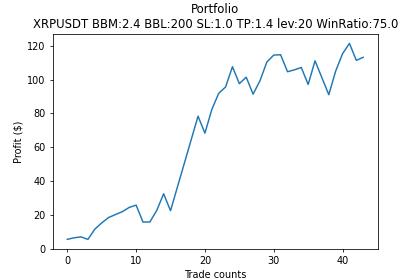 Portfolio
XRPUSDT BBM:2.4 BBL:200 SL:1.0 TP:1.4 lev:20 WinRatio:75.0
120
100
80
60
40
20
0
Profit ($)
0 10 20 30 40
Trade counts